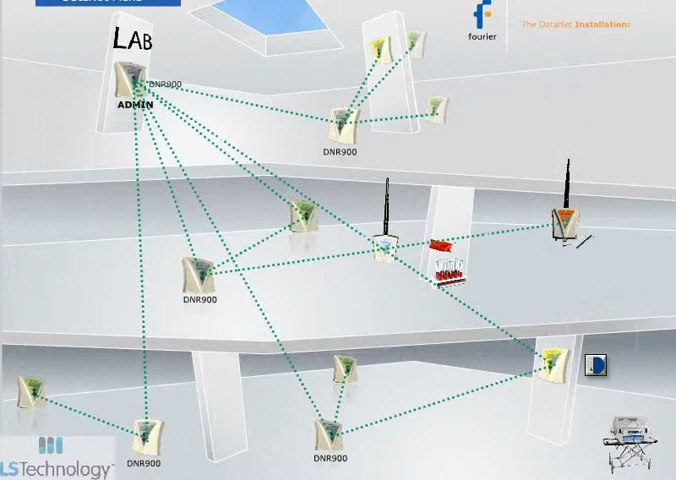 LAB
DNR900
ADMIN
fourier
The DataNet Installation:
DNR900
DNR900
DNR900
DNR900
LSTechnology